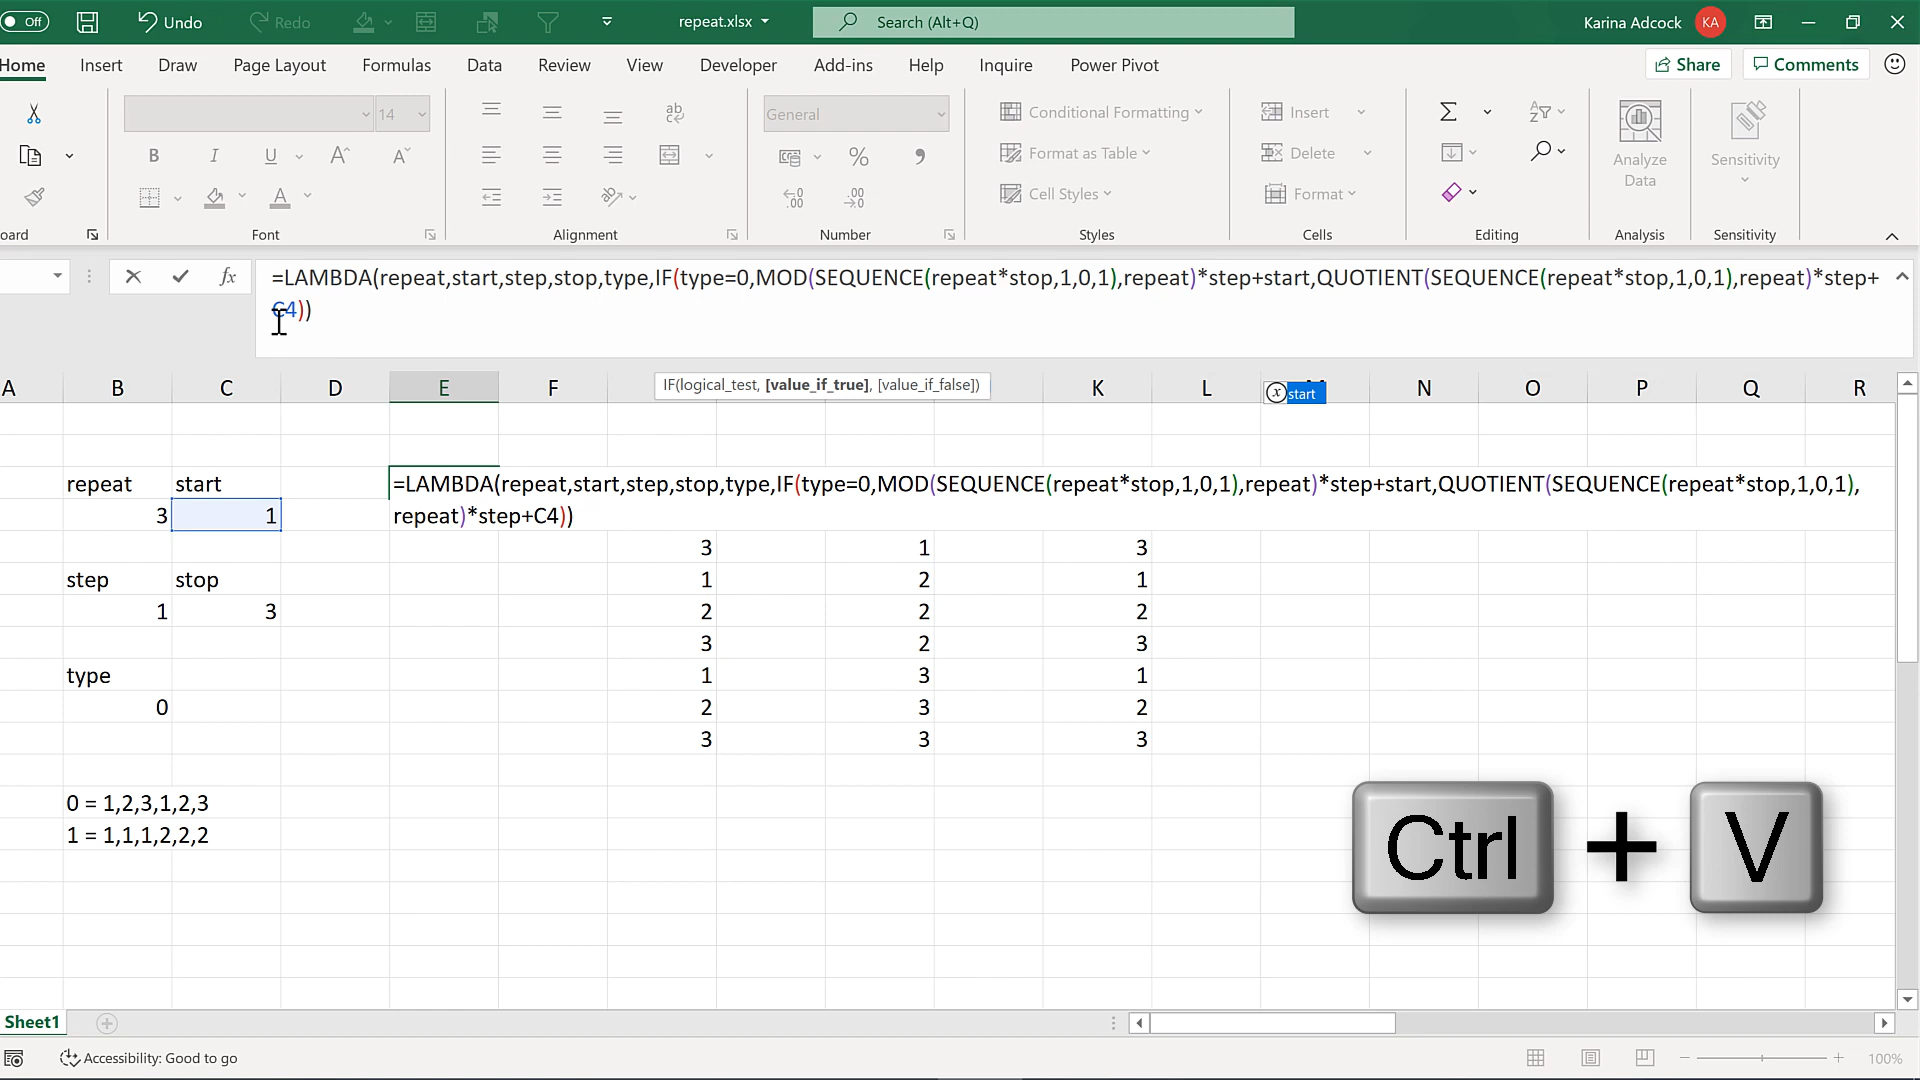 Off
Undo
Redo
repeat.xlsx
Search (Alt+Q)
Karina Adcock
KA
Home
Insert
Draw
Page Layout
Formulas
Data
Review
View
Developer
Add-ins
Help
Inquire
Power Pivot
Share
Comments
14
General
ab
c
B
I
U
A
A
A
%
Conditional Formatting
Format as Table
Cell Styles
Insert
Delete
Format
Analyze
Data
Sensitivity
oard
Font
Alignment
Number
Styles
Cells
Editing
Analysis
Sensitivity
fx
=LAMBDA(repeat,start,step,stop,type,IF(type=0,MOD(SEQUENCE(repeat*stop,1,0,1),repeat)*step+start,QUOTIENT(SEQUENCE(repeat*stop,1,0,1),repeat)*step+
C4))
A B C D E F K L M N O P Q R
IF(logical_test, [value_if_true], [value_if_false])
start
repeat start
=LAMBDA(repeat,start,step,stop,type,IF(type=0,MOD(SEQUENCE(repeat*stop,1,0,1),repeat)*step+start,QUOTIENT(SEQUENCE(repeat*stop,1,0,1),
3 1
repeat)*step+C4))
3 1 3
step stop 1 2 1
1 3 2 2 2
3 2 3
type 1 3 1
0 2 3 2
3 3 3
0 = 1,2,3,1,2,3
1 = 1,1,1,2,2,2
Ctrl + V
Sheet1
Accessibility: Good to go
100%